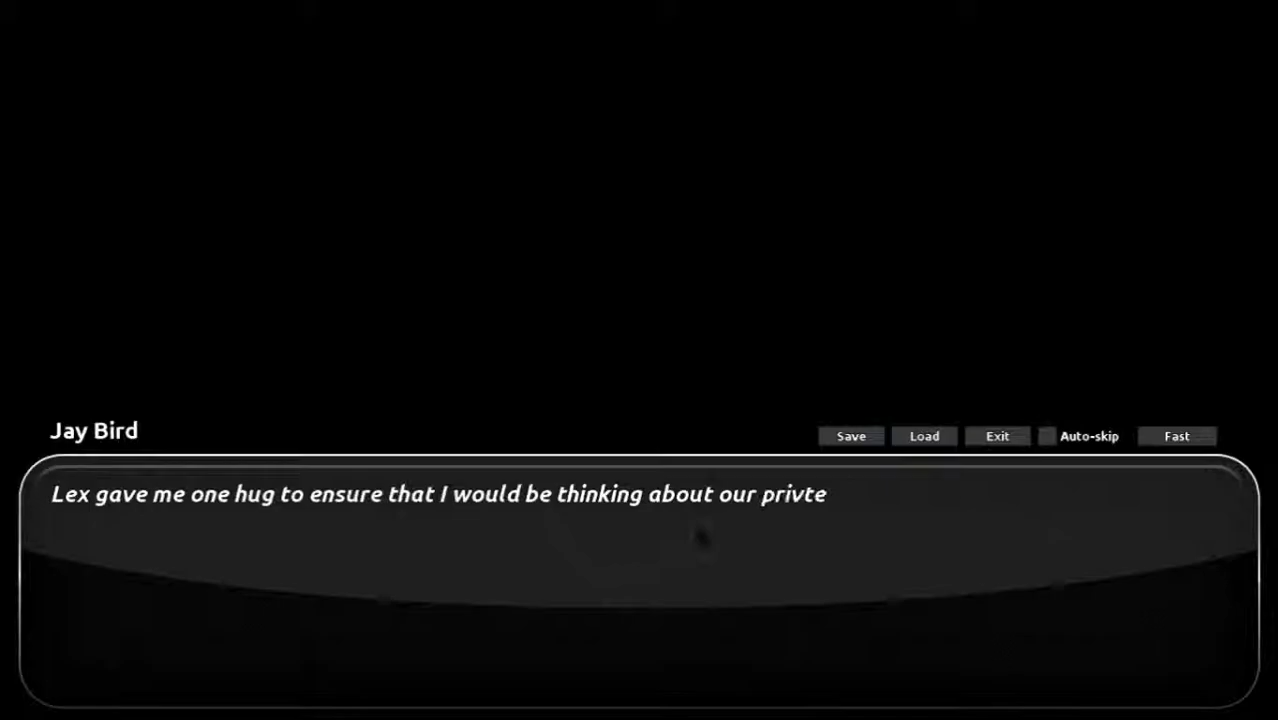 Jay Bird
Save Load Exit Auto-skip Fast
Lex gave me one hug to ensure that I would be thinking about our privte